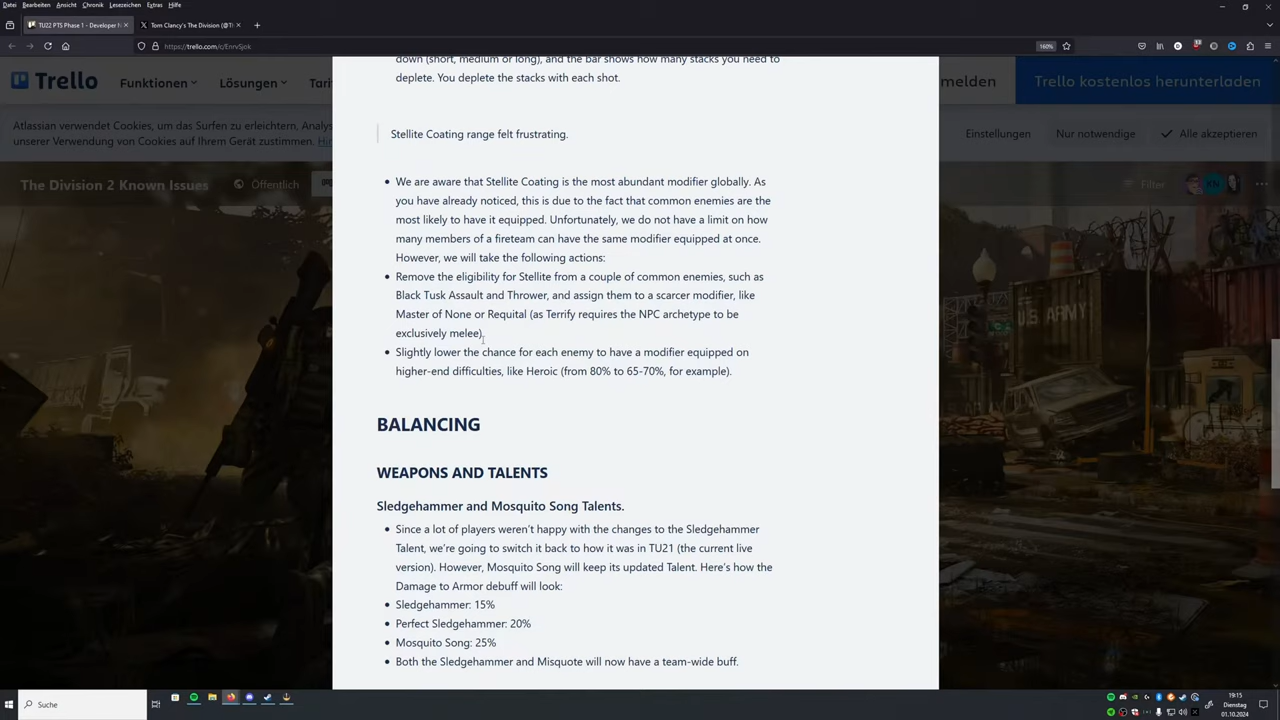 Datei Bearbeiten Ansicht Chronik Lesezeichen Extras Hilfe
TU22 PTS Phase 1 - Developer
Tom Clancy's The Division (@T
https://trello.com/c/EnrvSjok
160%
Trello
Funktionen
Lösungen
melden
Trello kostenlos herunterladen
Atlassian verwendet Cookies, um das Surfen zu erleichtern, Analys
unserer Verwendung von Cookies auf Ihrem Gerät zustimmen.
Einstellungen
Nur notwendige
Alle akzeptieren
The Division 2 Known Issues
Öffentlich
Filter
KN
down (short, medium or long), and the bar shows how many stacks you need to
deplete. You deplete the stacks with each shot.
Stellite Coating range felt frustrating.
We are aware that Stellite Coating is the most abundant modifier globally. As
you have already noticed, this is due to the fact that common enemies are the
most likely to have it equipped. Unfortunately, we do not have a limit on how
many members of a fireteam can have the same modifier equipped at once.
However, we will take the following actions:
Remove the eligibility for Stellite from a couple of common enemies, such as
Black Tusk Assault and Thrower, and assign them to a scarcer modifier, like
Master of None or Requital (as Terrify requires the NPC archetype to be
exclusively melee).
Slightly lower the chance for each enemy to have a modifier equipped on
higher-end difficulties, like Heroic (from 80% to 65-70%, for example).
BALANCING
WEAPONS AND TALENTS
Sledgehammer and Mosquito Song Talents.
Since a lot of players weren't happy with the changes to the Sledgehammer
Talent, we're going to switch it back to how it was in TU21 (the current live
version). However, Mosquito Song will keep its updated Talent. Here's how the
Damage to Armor debuff will look:
Sledgehammer: 15%
Perfect Sledgehammer: 20%
Mosquito Song: 25%
Both the Sledgehammer and Misquote will now have a team-wide buff.
U.S. ARMY
Suche
19:15
Dienstag
01.10.2024